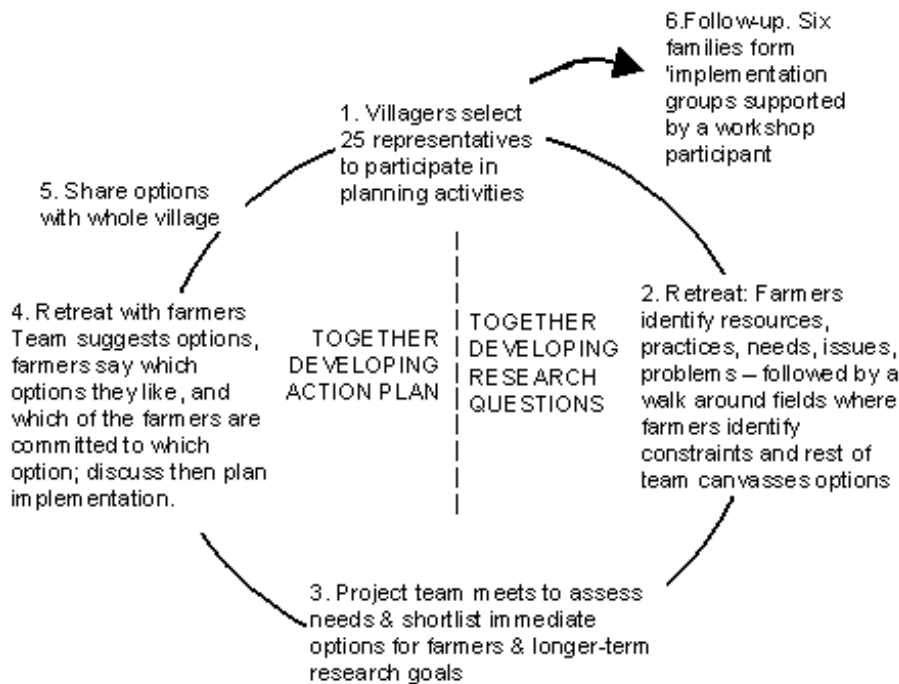 6.Follow-up. Six
families form
'implementation
groups supported
by a workshop
participant
1. Villagers select
25 representatives
to participate in
planning activities
5. Share options
with whole village
2. Retreat: Farmers
identify resources,
practices, needs, issues,
problems – followed by a
walk around fields where
farmers identify
constraints and rest of
team canvasses options
4. Retreat with farmers
Team suggests options,
farmers say which
options they like, and
which of the farmers are
committed to which
option; discuss then plan
implementation.
TOGETHER
DEVELOPING
ACTION PLAN
TOGETHER
DEVELOPING
RESEARCH
QUESTIONS
3. Project team meets to assess
needs & shortlist immediate
options for farmers & longer-term
research goals